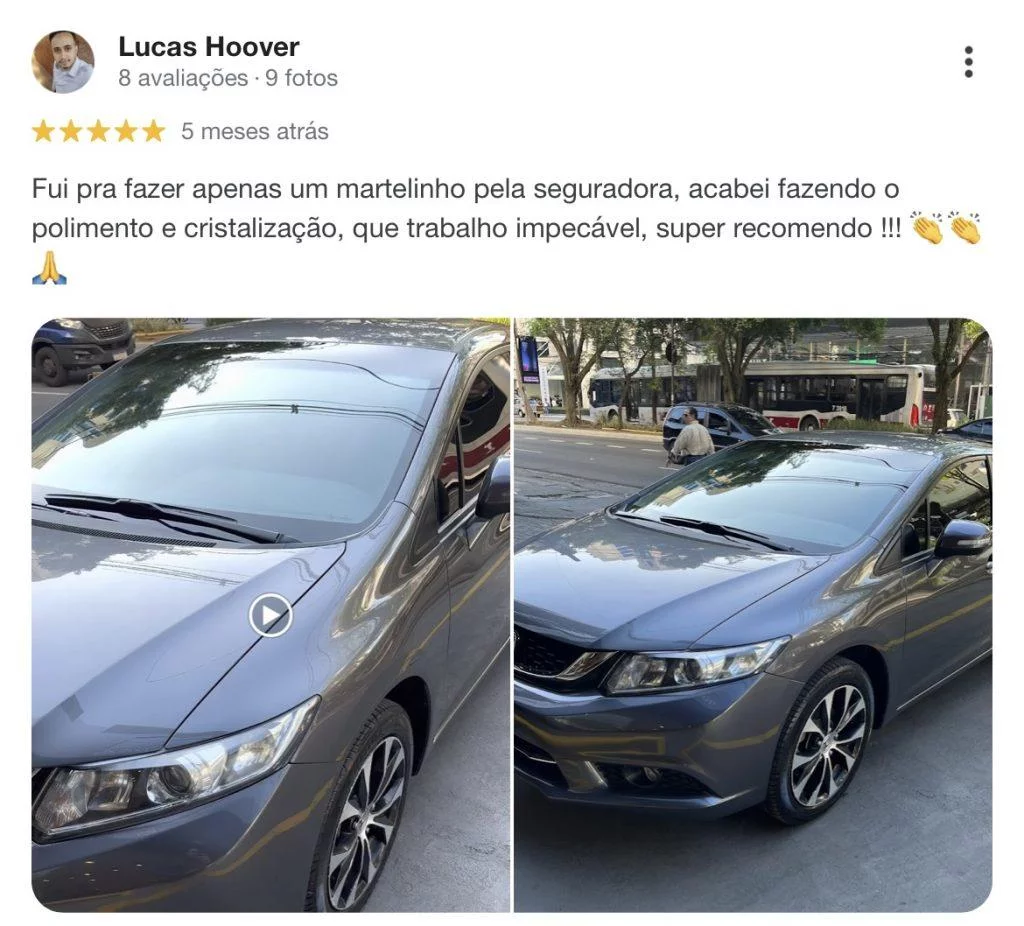 Lucas Hoover
8 avaliações · 9 fotos
5 meses atrás
Fui pra fazer apenas um martelinho pela seguradora, acabei fazendo o
polimento e cristalização, que trabalho impecável, super recomendo !!! 👏👏
🙏